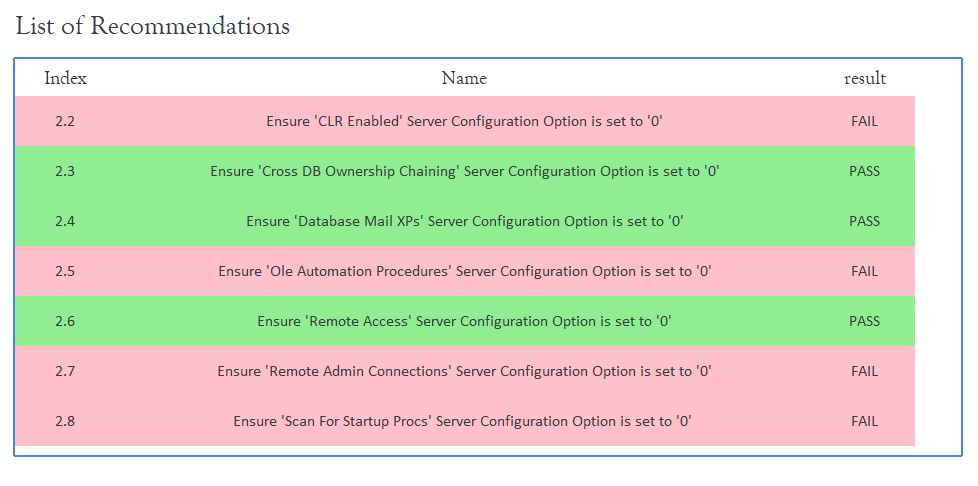 List of Recommendations
Index Name result
2.2 Ensure 'CLR Enabled' Server Configuration Option is set to '0' FAIL
2.3 Ensure 'Cross DB Ownership Chaining' Server Configuration Option is set to '0' PASS
2.4 Ensure 'Database Mail XPs' Server Configuration Option is set to '0' PASS
2.5 Ensure 'Ole Automation Procedures' Server Configuration Option is set to '0' FAIL
2.6 Ensure 'Remote Access' Server Configuration Option is set to '0' PASS
2.7 Ensure 'Remote Admin Connections' Server Configuration Option is set to '0' FAIL
2.8 Ensure 'Scan For Startup Procs' Server Configuration Option is set to '0' FAIL